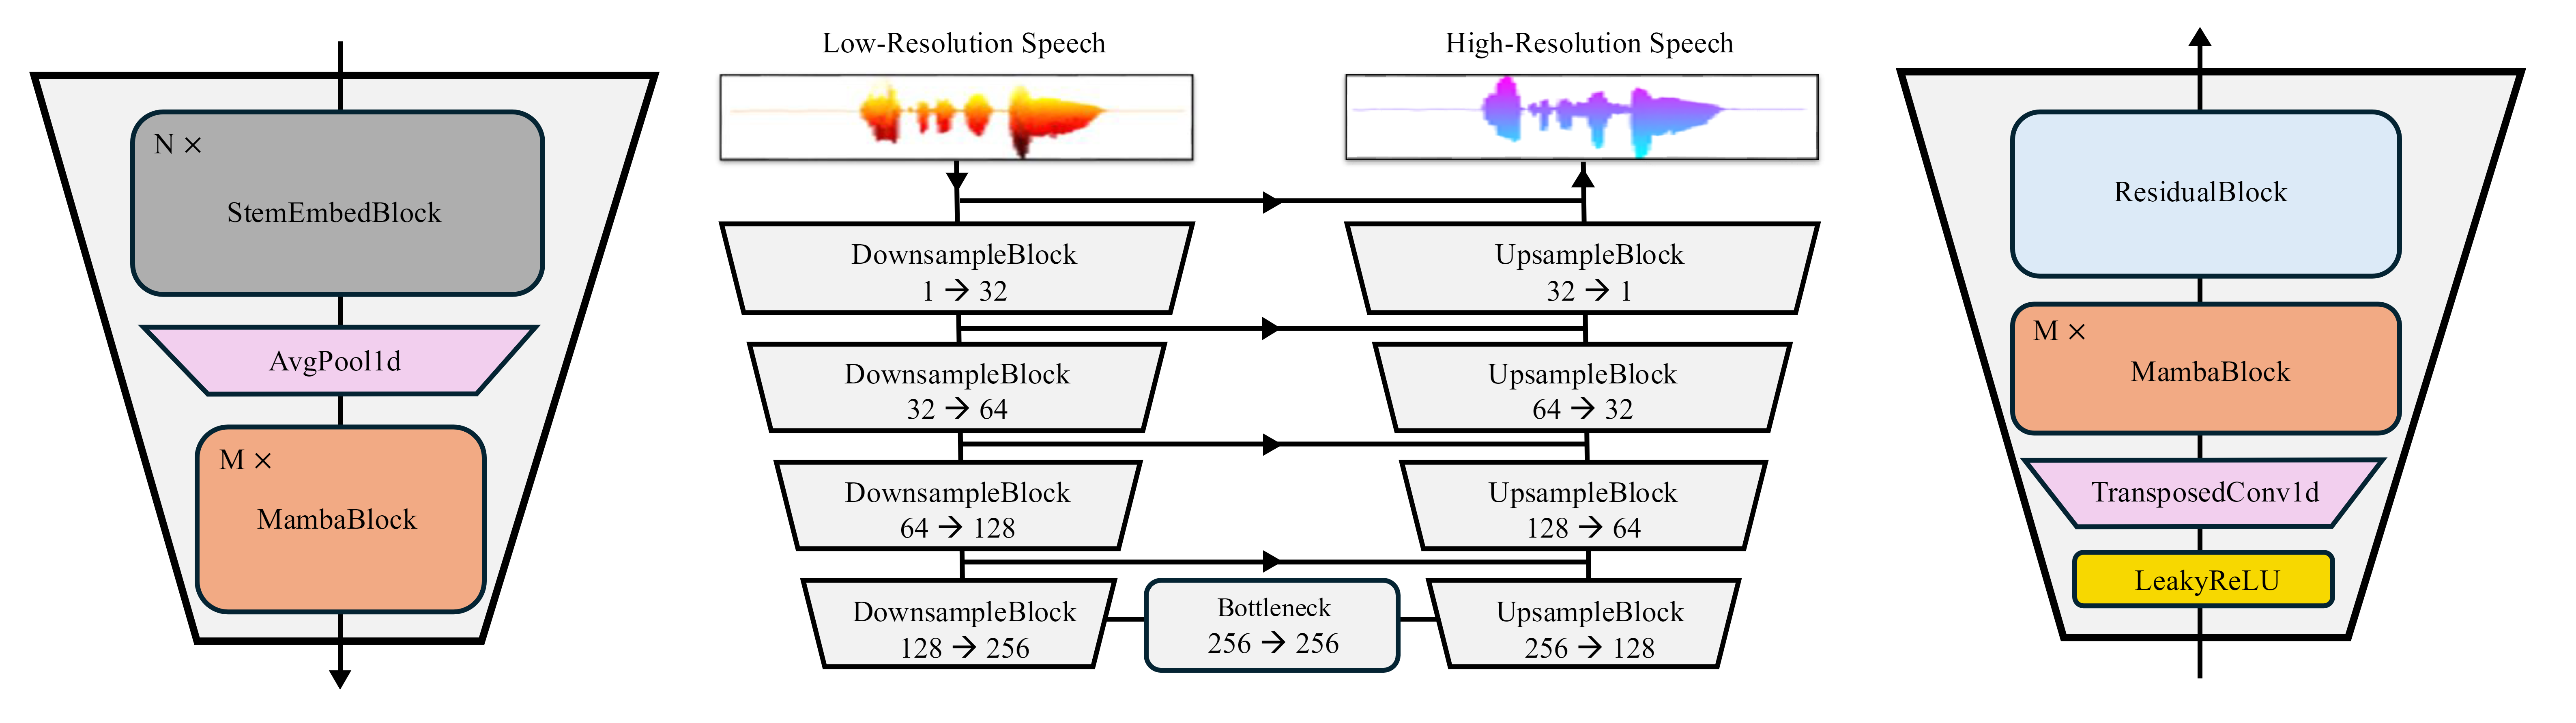 N ×
StemEmbedBlock
AvgPool1d
M ×
MambaBlock
Low-Resolution Speech
High-Resolution Speech
DownsampleBlock
1 → 32
DownsampleBlock
32 → 64
DownsampleBlock
64 → 128
DownsampleBlock
128 → 256
Bottleneck
256 → 256
UpsampleBlock
32 → 1
UpsampleBlock
64 → 32
UpsampleBlock
128 → 64
UpsampleBlock
256 → 128
ResidualBlock
M ×
MambaBlock
TransposedConv1d
LeakyReLU